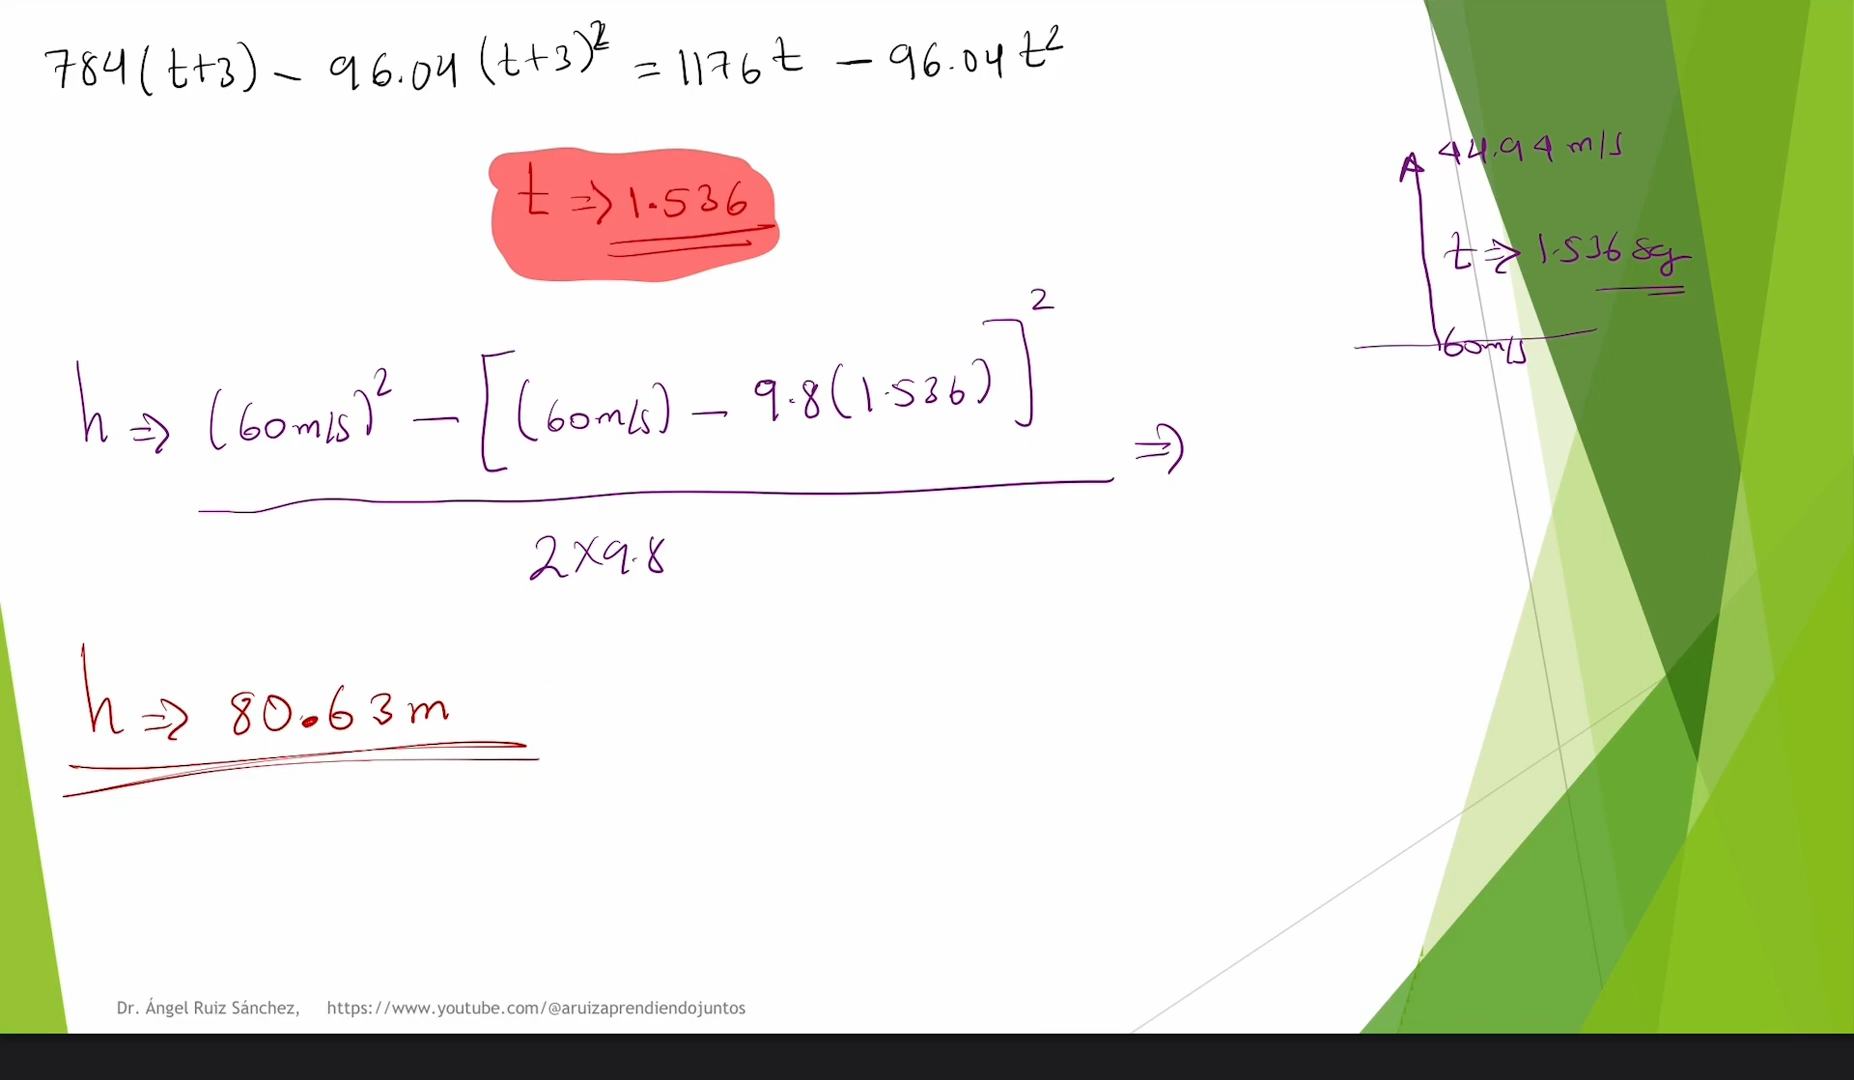 784(t+3) - 96.04 (t+3)² = 1176t - 96.04t²
t ⇒ 1.536
44.94 m/s
t ⇒ 1.536 sg
60m/s
h ⇒ (60m/s)² - [(60m/s) - 9.8(1.536)]² ⇒
2x9.8
h ⇒ 80.63m
Dr. Ángel Ruiz Sánchez, https://www.youtube.com/@aruizaprendiendojuntos